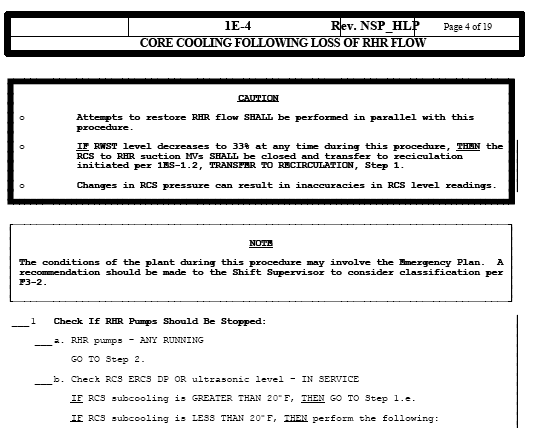 1E-4 Rev. NSP_HLP Page 4 of 19
CORE COOLING FOLLOWING LOSS OF RHR FLOW
CAUTION
o Attempts to restore RHR flow SHALL be performed in parallel with this
procedure.
o IF RWST level decreases to 33% at any time during this procedure, THEN the
RCS to RHR suction MVs SHALL be closed and transfer to reciculation
initiated per 1ES-1.2, TRANSFER TO RECIRCULATION, Step 1.
o Changes in RCS pressure can result in inaccuracies in RCS level readings.
NOTE
The conditions of the plant during this procedure may involve the Emergency Plan. A
recommendation should be made to the Shift Supervisor to consider classification per
F3-2.
___1 Check If RHR Pumps Should Be Stopped:
___a. RHR pumps - ANY RUNNING
GO TO Step 2.
___b. Check RCS ERCS DP OR ultrasonic level - IN SERVICE
IF RCS subcooling is GREATER THAN 20°F, THEN GO TO Step 1.e.
IF RCS subcooling is LESS THAN 20°F, THEN perform the following: